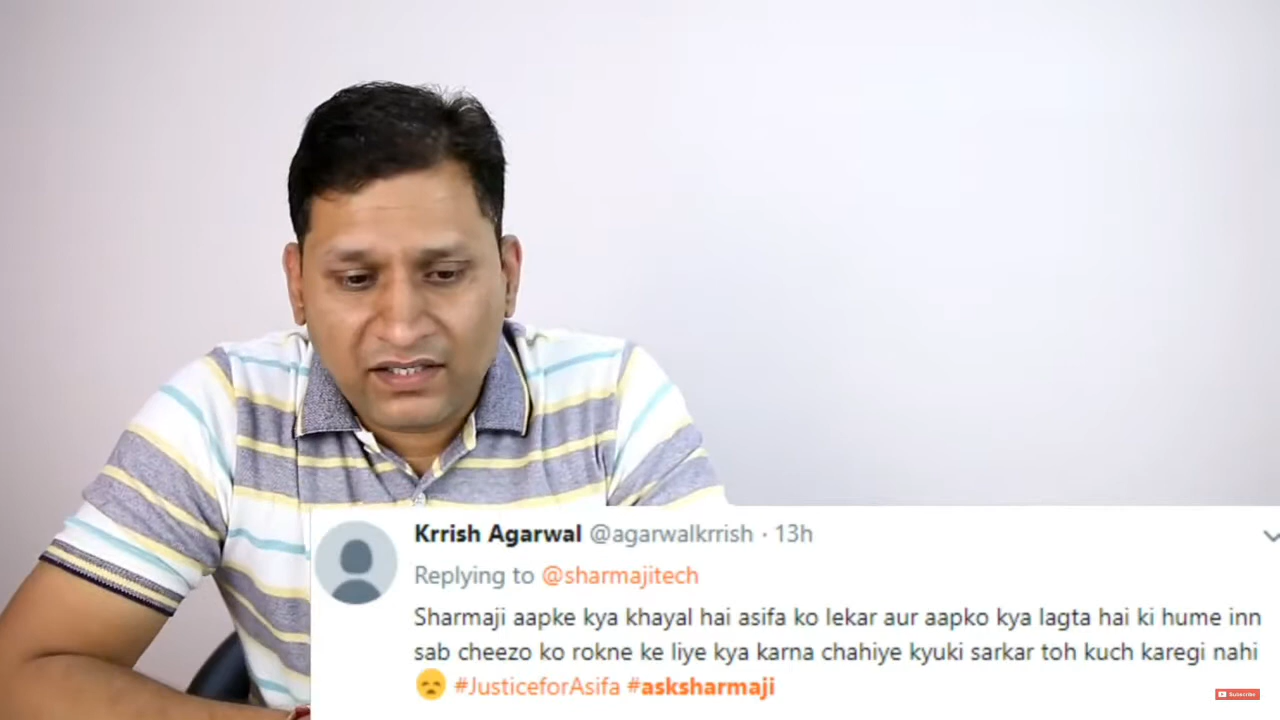 Krrish Agarwal @agarwalkrrish · 13h
Replying to @sharmajitech
Sharmaji aapke kya khayal hai asifa ko lekar aur aapko kya lagta hai ki hume inn
sab cheezo ko rokne ke liye kya karna chahiye kyuki sarkar toh kuch karegi nahi
😞 #JusticeforAsifa #asksharmaji
Subscribe